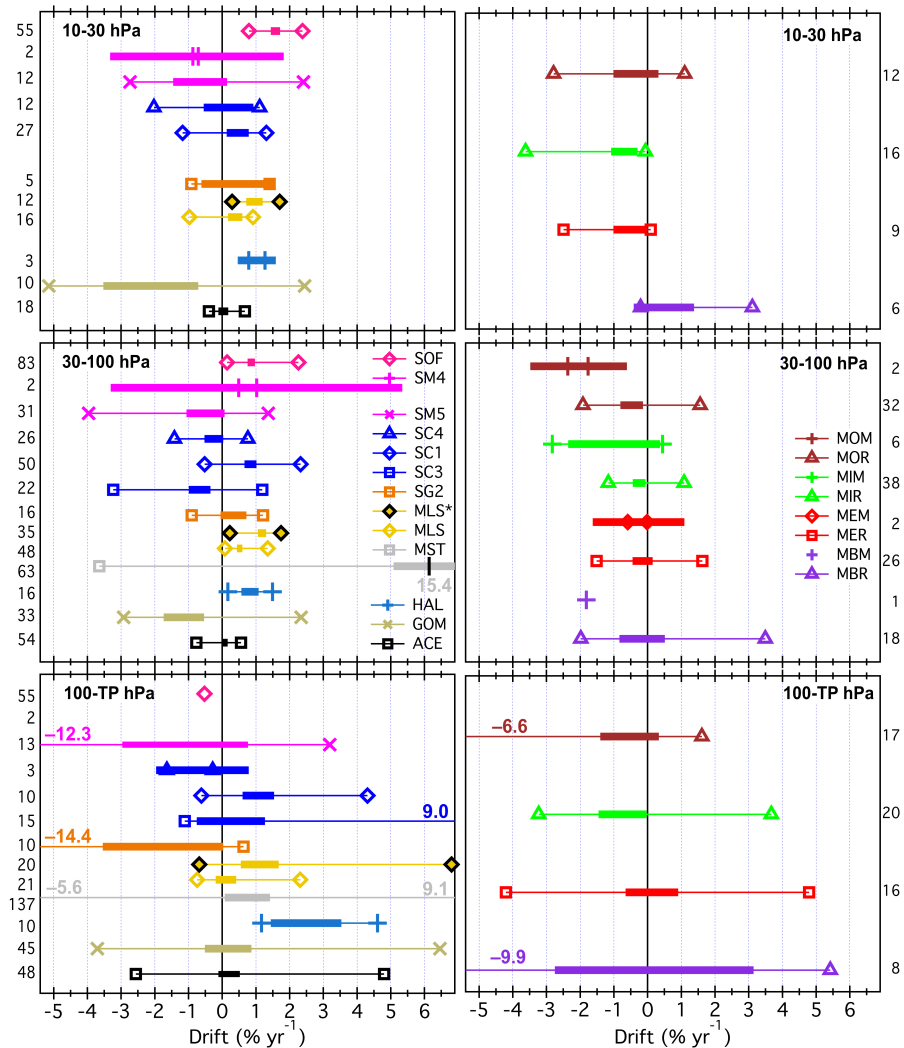 10-30 hPa
55
2
12
12
27
5
12
16
3
10
18
10-30 hPa
12
16
9
6
30-100 hPa
83
2
31
26
50
22
16
35
48
63
16
33
54
15.4
SOF
SM4
SM5
SC4
SC1
SC3
SG2
MLS*
MLS
MST
HAL
GOM
ACE
30-100 hPa
2
32
6
38
2
26
1
18
MOM
MOR
MIM
MIR
MEM
MER
MBM
MBR
100-TP hPa
55
2
13
3
10
15
10
20
21
137
10
45
48
−12.3
9.0
−14.4
−5.6
9.1
-5 -4 -3 -2 -1 0 1 2 3 4 5 6
Drift (% yr⁻¹)
100-TP hPa
−6.6
17
20
16
−9.9
8
-5 -4 -3 -2 -1 0 1 2 3 4 5 6
Drift (% yr⁻¹)